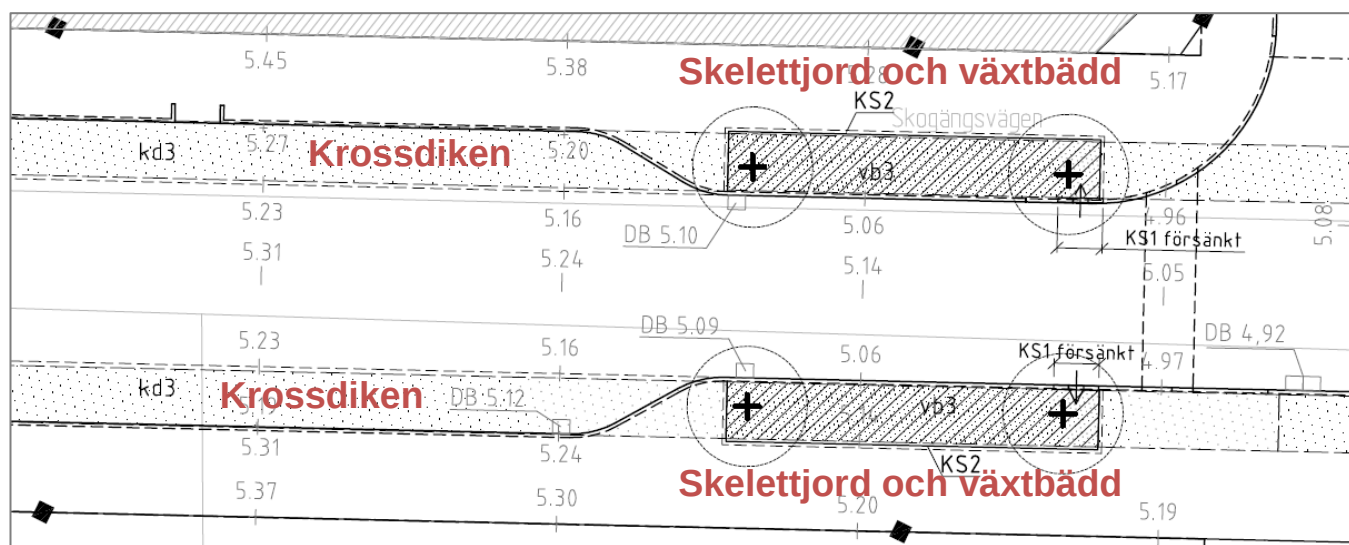 5.45
5.38
5.28
5.17
Skelettjord och växtbädd
KS2
Skogängsvägen
kd3
5.27
Krossdiken
5.20
vb3
5.23
5.16
5.06
4.96
5.08
DB 5.10
KS1 försänkt
5.31
5.24
5.14
5.05
5.23
5.16
DB 5.09
5.06
KS1 försänkt
4.97
DB 4,92
kd3
Krossdiken
DB 5.12
vb3
5.31
5.24
KS2
Skelettjord och växtbädd
5.37
5.30
5.20
5.19